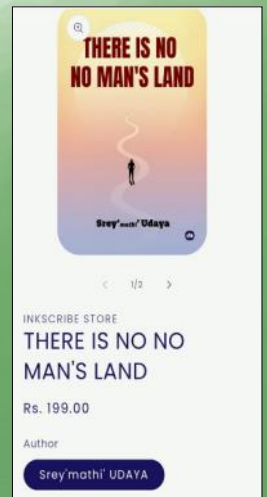 THERE IS NO
NO MAN'S LAND
Srey'mathi' Udaya
1/2
INKSCRIBE STORE
THERE IS NO NO
MAN'S LAND
Rs. 199.00
Author
Srey'mathi' UDAYA